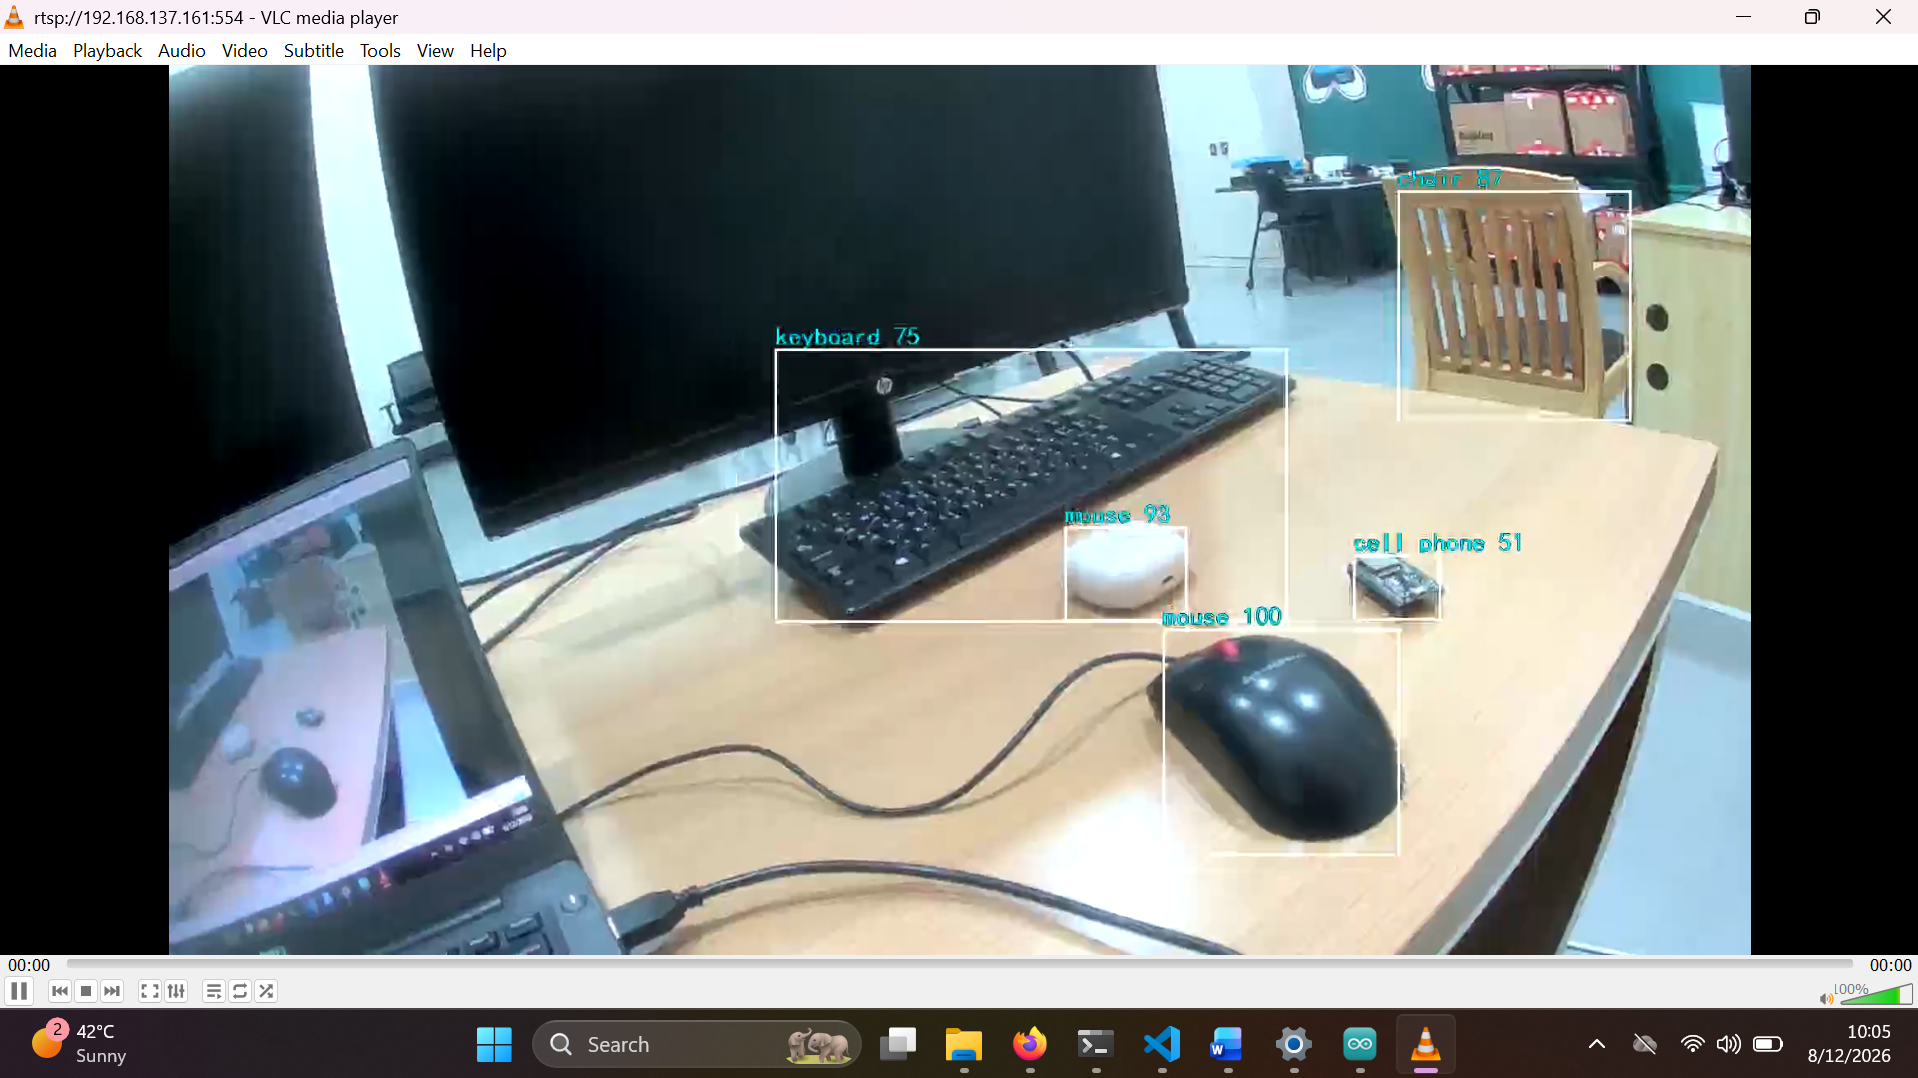 rtsp://192.168.137.161:554 - VLC media player
Media Playback Audio Video Subtitle Tools View Help
chair 87
keyboard 75
mouse 93
cell phone 51
mouse 100
hp
00:00
00:00
100%
2
42°C
Sunny
Search
10:05
8/12/2026